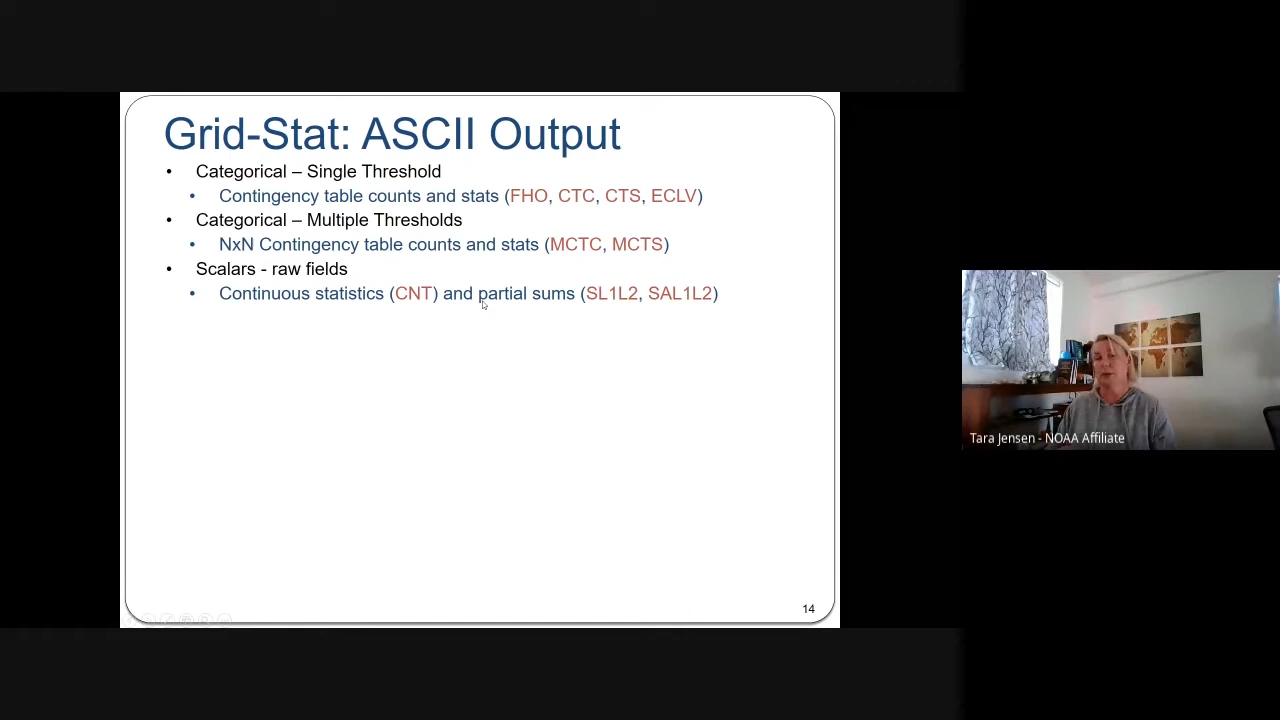 Grid-Stat: ASCII Output
• Categorical – Single Threshold
• Contingency table counts and stats (FHO, CTC, CTS, ECLV)
• Categorical – Multiple Thresholds
• NxN Contingency table counts and stats (MCTC, MCTS)
• Scalars - raw fields
• Continuous statistics (CNT) and partial sums (SL1L2, SAL1L2)
14
Tara Jensen - NOAA Affiliate